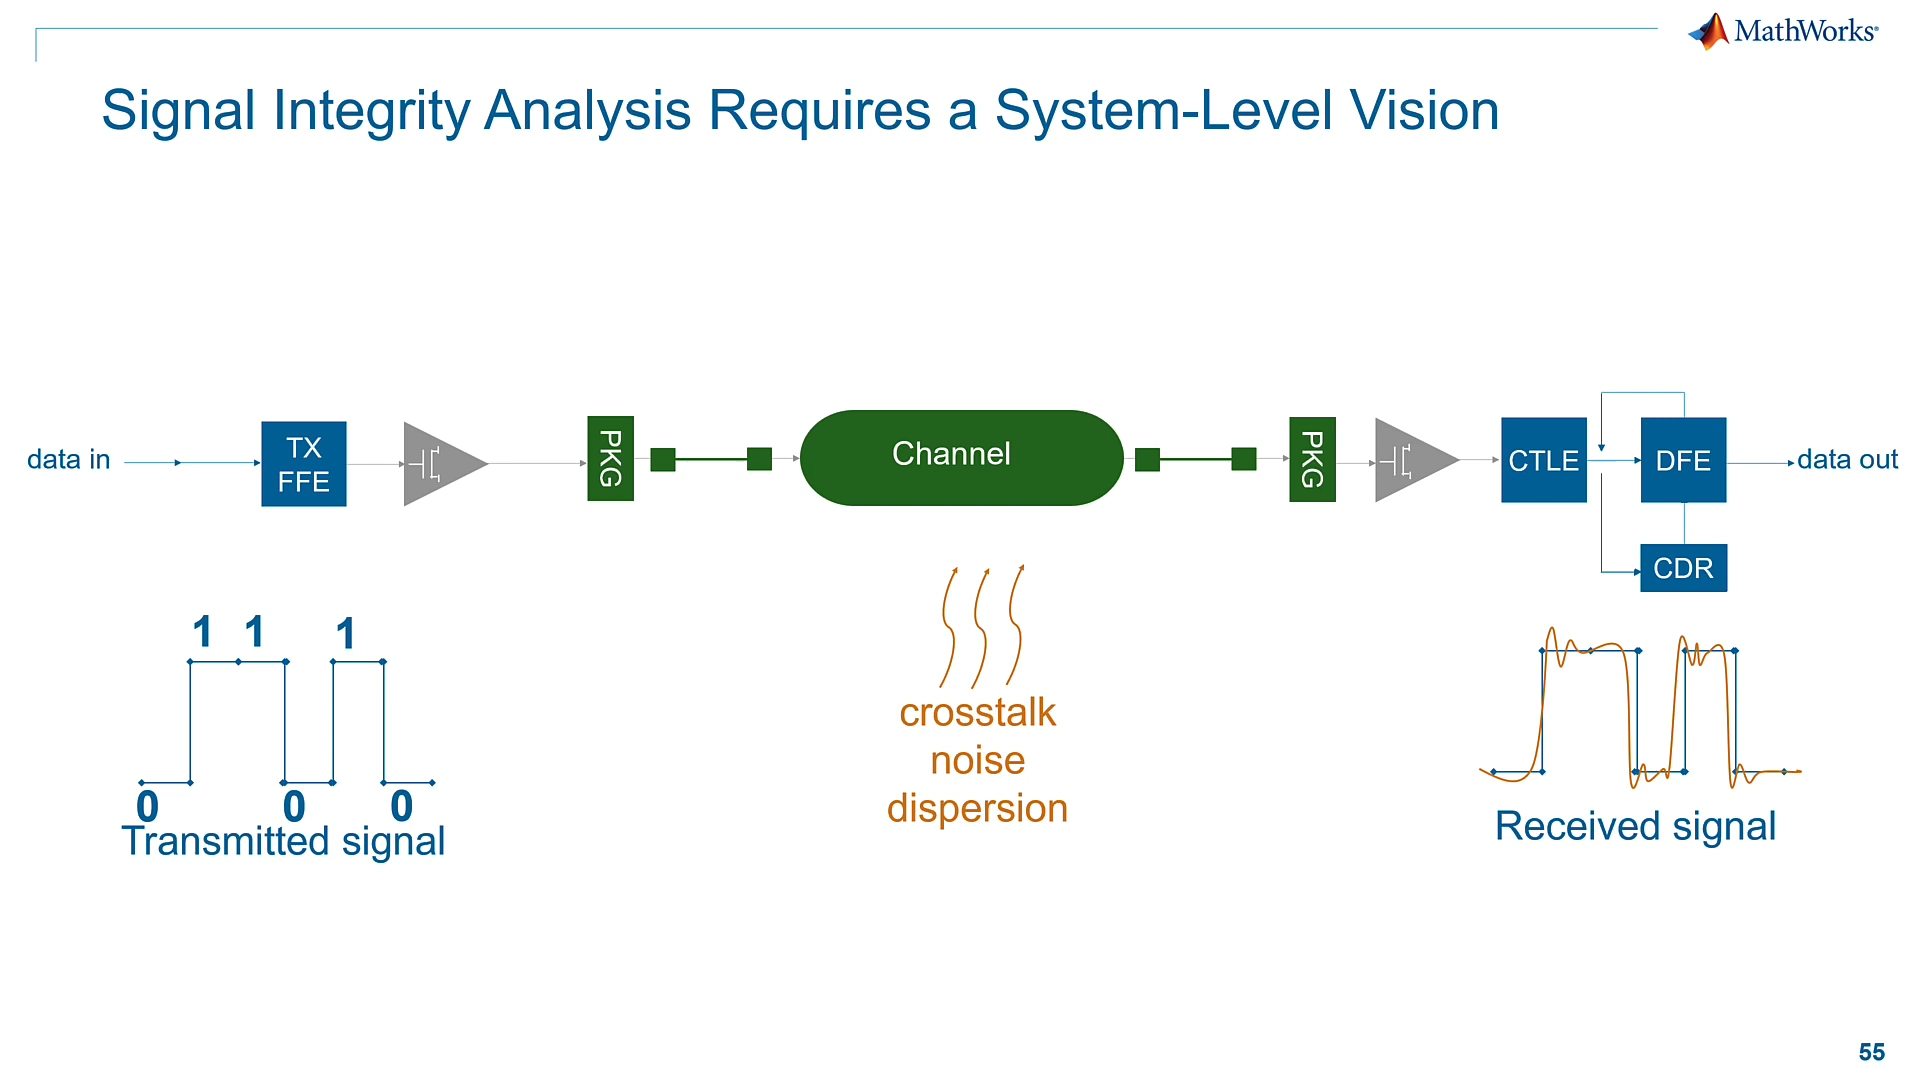 MathWorks®
Signal Integrity Analysis Requires a System-Level Vision
data in
TX
FFE
PKG
Channel
PKG
CTLE
DFE
data out
CDR
1 1 1
0 0 0
Transmitted signal
crosstalk
noise
dispersion
Received signal
55